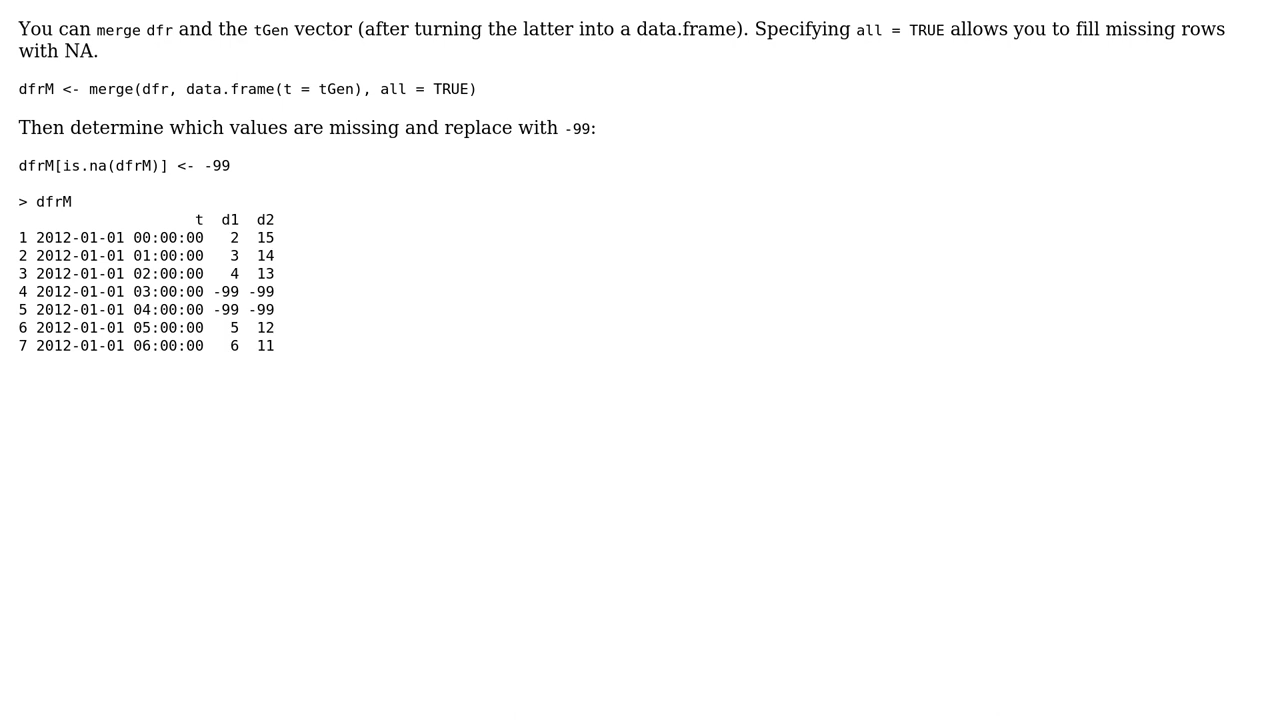 You can merge dfr and the tGen vector (after turning the latter into a data.frame). Specifying all = TRUE allows you to fill missing rows
with NA.
dfrM <- merge(dfr, data.frame(t = tGen), all = TRUE)
Then determine which values are missing and replace with -99:
dfrM[is.na(dfrM)] <- -99
> dfrM
                    t  d1  d2
1 2012-01-01 00:00:00   2  15
2 2012-01-01 01:00:00   3  14
3 2012-01-01 02:00:00   4  13
4 2012-01-01 03:00:00 -99 -99
5 2012-01-01 04:00:00 -99 -99
6 2012-01-01 05:00:00   5  12
7 2012-01-01 06:00:00   6  11